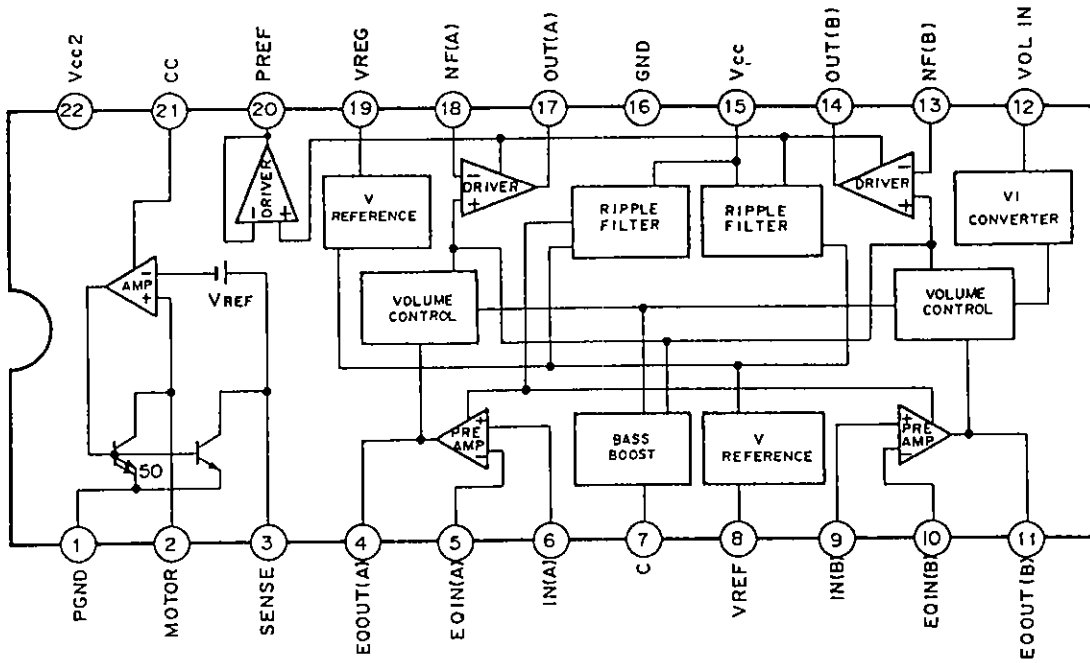 Vcc2
CC
PREF
VREG
NF(A)
OUT(A)
GND
Vcc
OUT(B)
NF(B)
VOL IN
22
21
20
19
18
17
16
15
14
13
12
DRIVER
- +
V
REFERENCE
-
DRIVER
+
RIPPLE
FILTER
RIPPLE
FILTER
-
DRIVER
+
VI
CONVERTER
AMP
-
+
VREF
VOLUME
CONTROL
VOLUME
CONTROL
50
+
PRE
AMP
-
BASS
BOOST
V
REFERENCE
+
PRE
AMP
-
1
2
3
4
5
6
7
8
9
10
11
PGND
MOTOR
SENSE
EQOUT(A)
EQIN(A)
IN(A)
C
VREF
IN(B)
EQIN(B)
EQOUT(B)